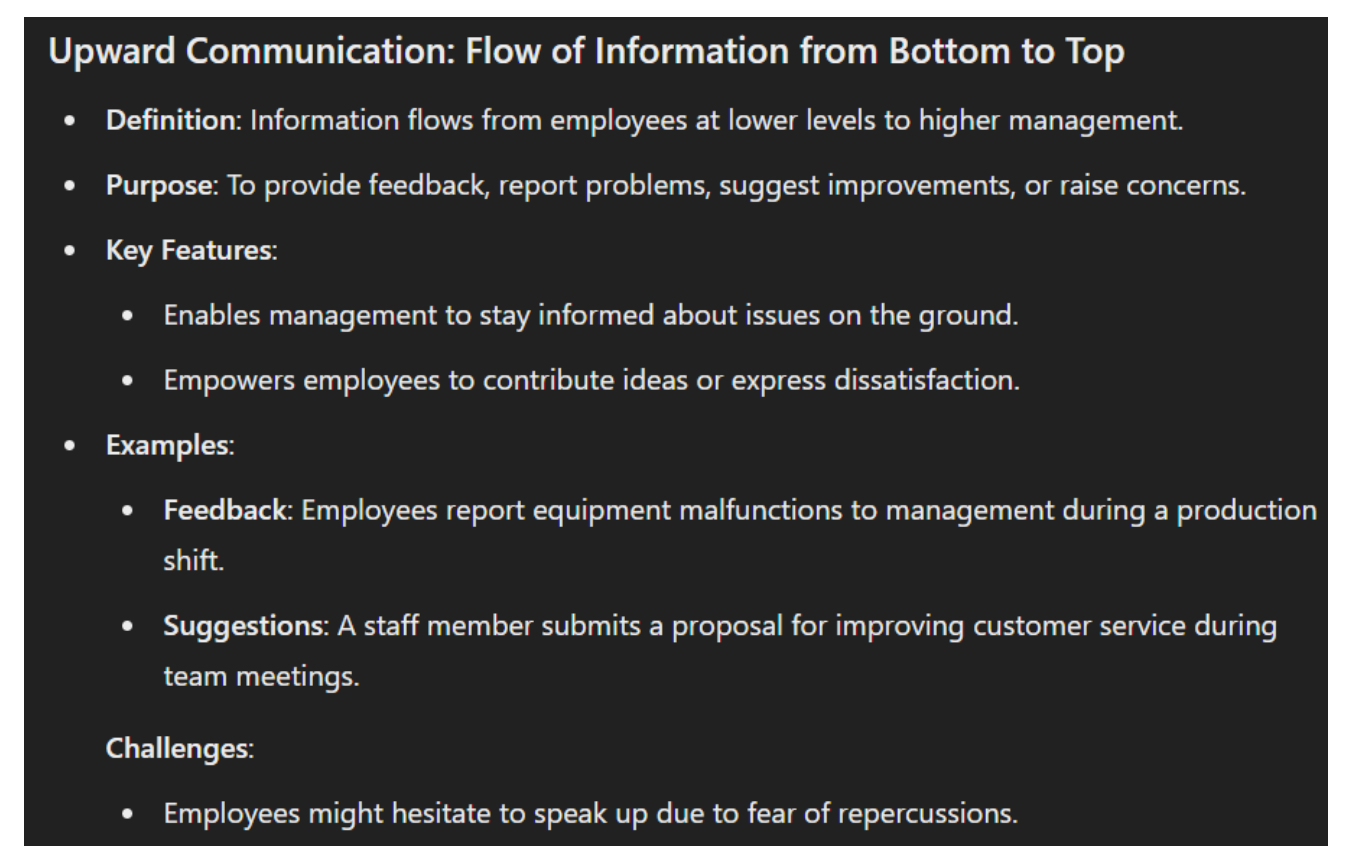 Upward Communication: Flow of Information from Bottom to Top
• Definition: Information flows from employees at lower levels to higher management.
• Purpose: To provide feedback, report problems, suggest improvements, or raise concerns.
• Key Features:
• Enables management to stay informed about issues on the ground.
• Empowers employees to contribute ideas or express dissatisfaction.
• Examples:
• Feedback: Employees report equipment malfunctions to management during a production
shift.
• Suggestions: A staff member submits a proposal for improving customer service during
team meetings.
Challenges:
• Employees might hesitate to speak up due to fear of repercussions.